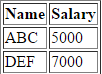 Name Salary
ABC 5000
DEF 7000